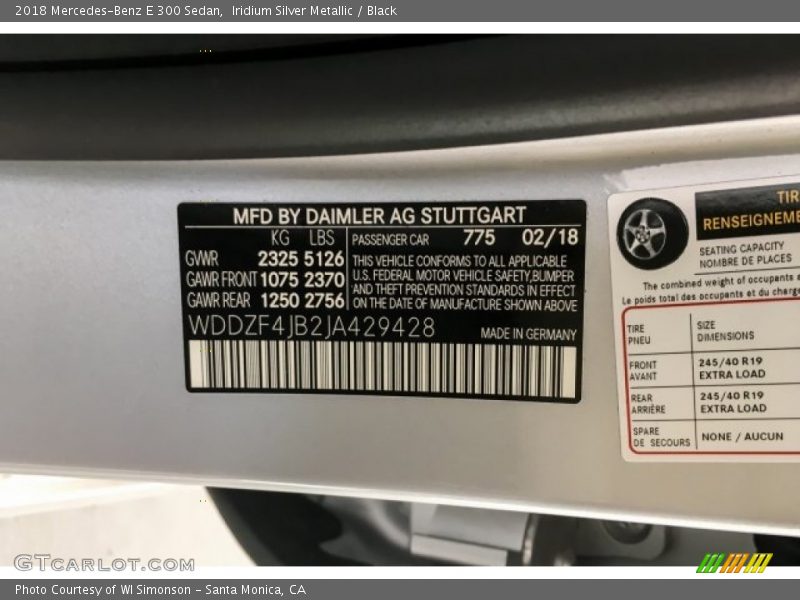 2018 Mercedes-Benz E 300 Sedan, Iridium Silver Metallic / Black
MFD BY DAIMLER AG STUTTGART
KG LBS PASSENGER CAR 775 02/18
GVWR 2325 5126
GAWR FRONT 1075 2370
GAWR REAR 1250 2756
THIS VEHICLE CONFORMS TO ALL APPLICABLE
U.S. FEDERAL MOTOR VEHICLE SAFETY,BUMPER
AND THEFT PREVENTION STANDARDS IN EFFECT
ON THE DATE OF MANUFACTURE SHOWN ABOVE
WDDZF4JB2JA429428 MADE IN GERMANY
SEATING CAPACITY
NOMBRE DE PLACES
The combined weight of occupants
Le poids total des occupants et du
TIRE SIZE
PNEU DIMENSIONS
FRONT 245/40 R19
AVANT EXTRA LOAD
REAR 245/40 R19
ARRIÈRE EXTRA LOAD
SPARE
DE SECOURS NONE / AUCUN
GTCARLOT.COM
Photo Courtesy of WI Simonson - Santa Monica, CA